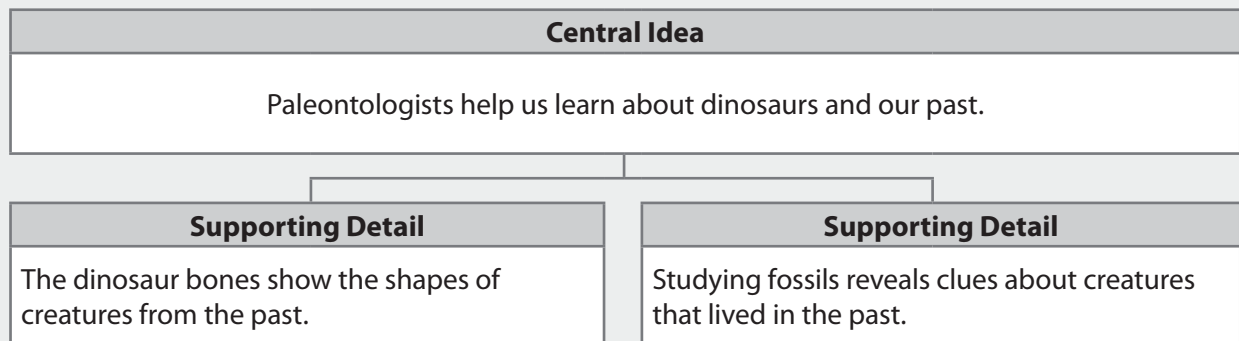 Central Idea
Paleontologists help us learn about dinosaurs and our past.
Supporting Detail
The dinosaur bones show the shapes of
creatures from the past.
Supporting Detail
Studying fossils reveals clues about creatures
that lived in the past.